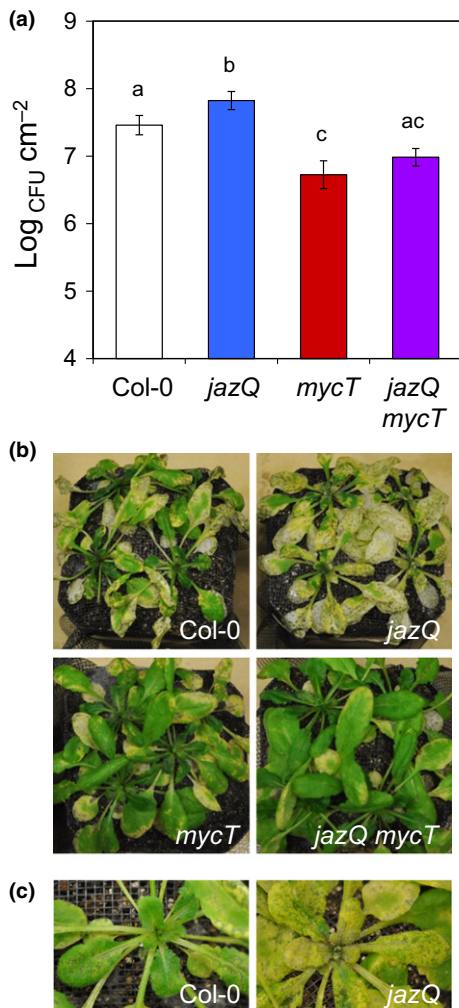 (a)
9
8
7
6
5
4
Log CFU cm⁻²
a
b
c
ac
Col-0
jazQ
mycT
jazQ
mycT
(b)
Col-0
jazQ
mycT
jazQ mycT
(c)
Col-0
jazQ